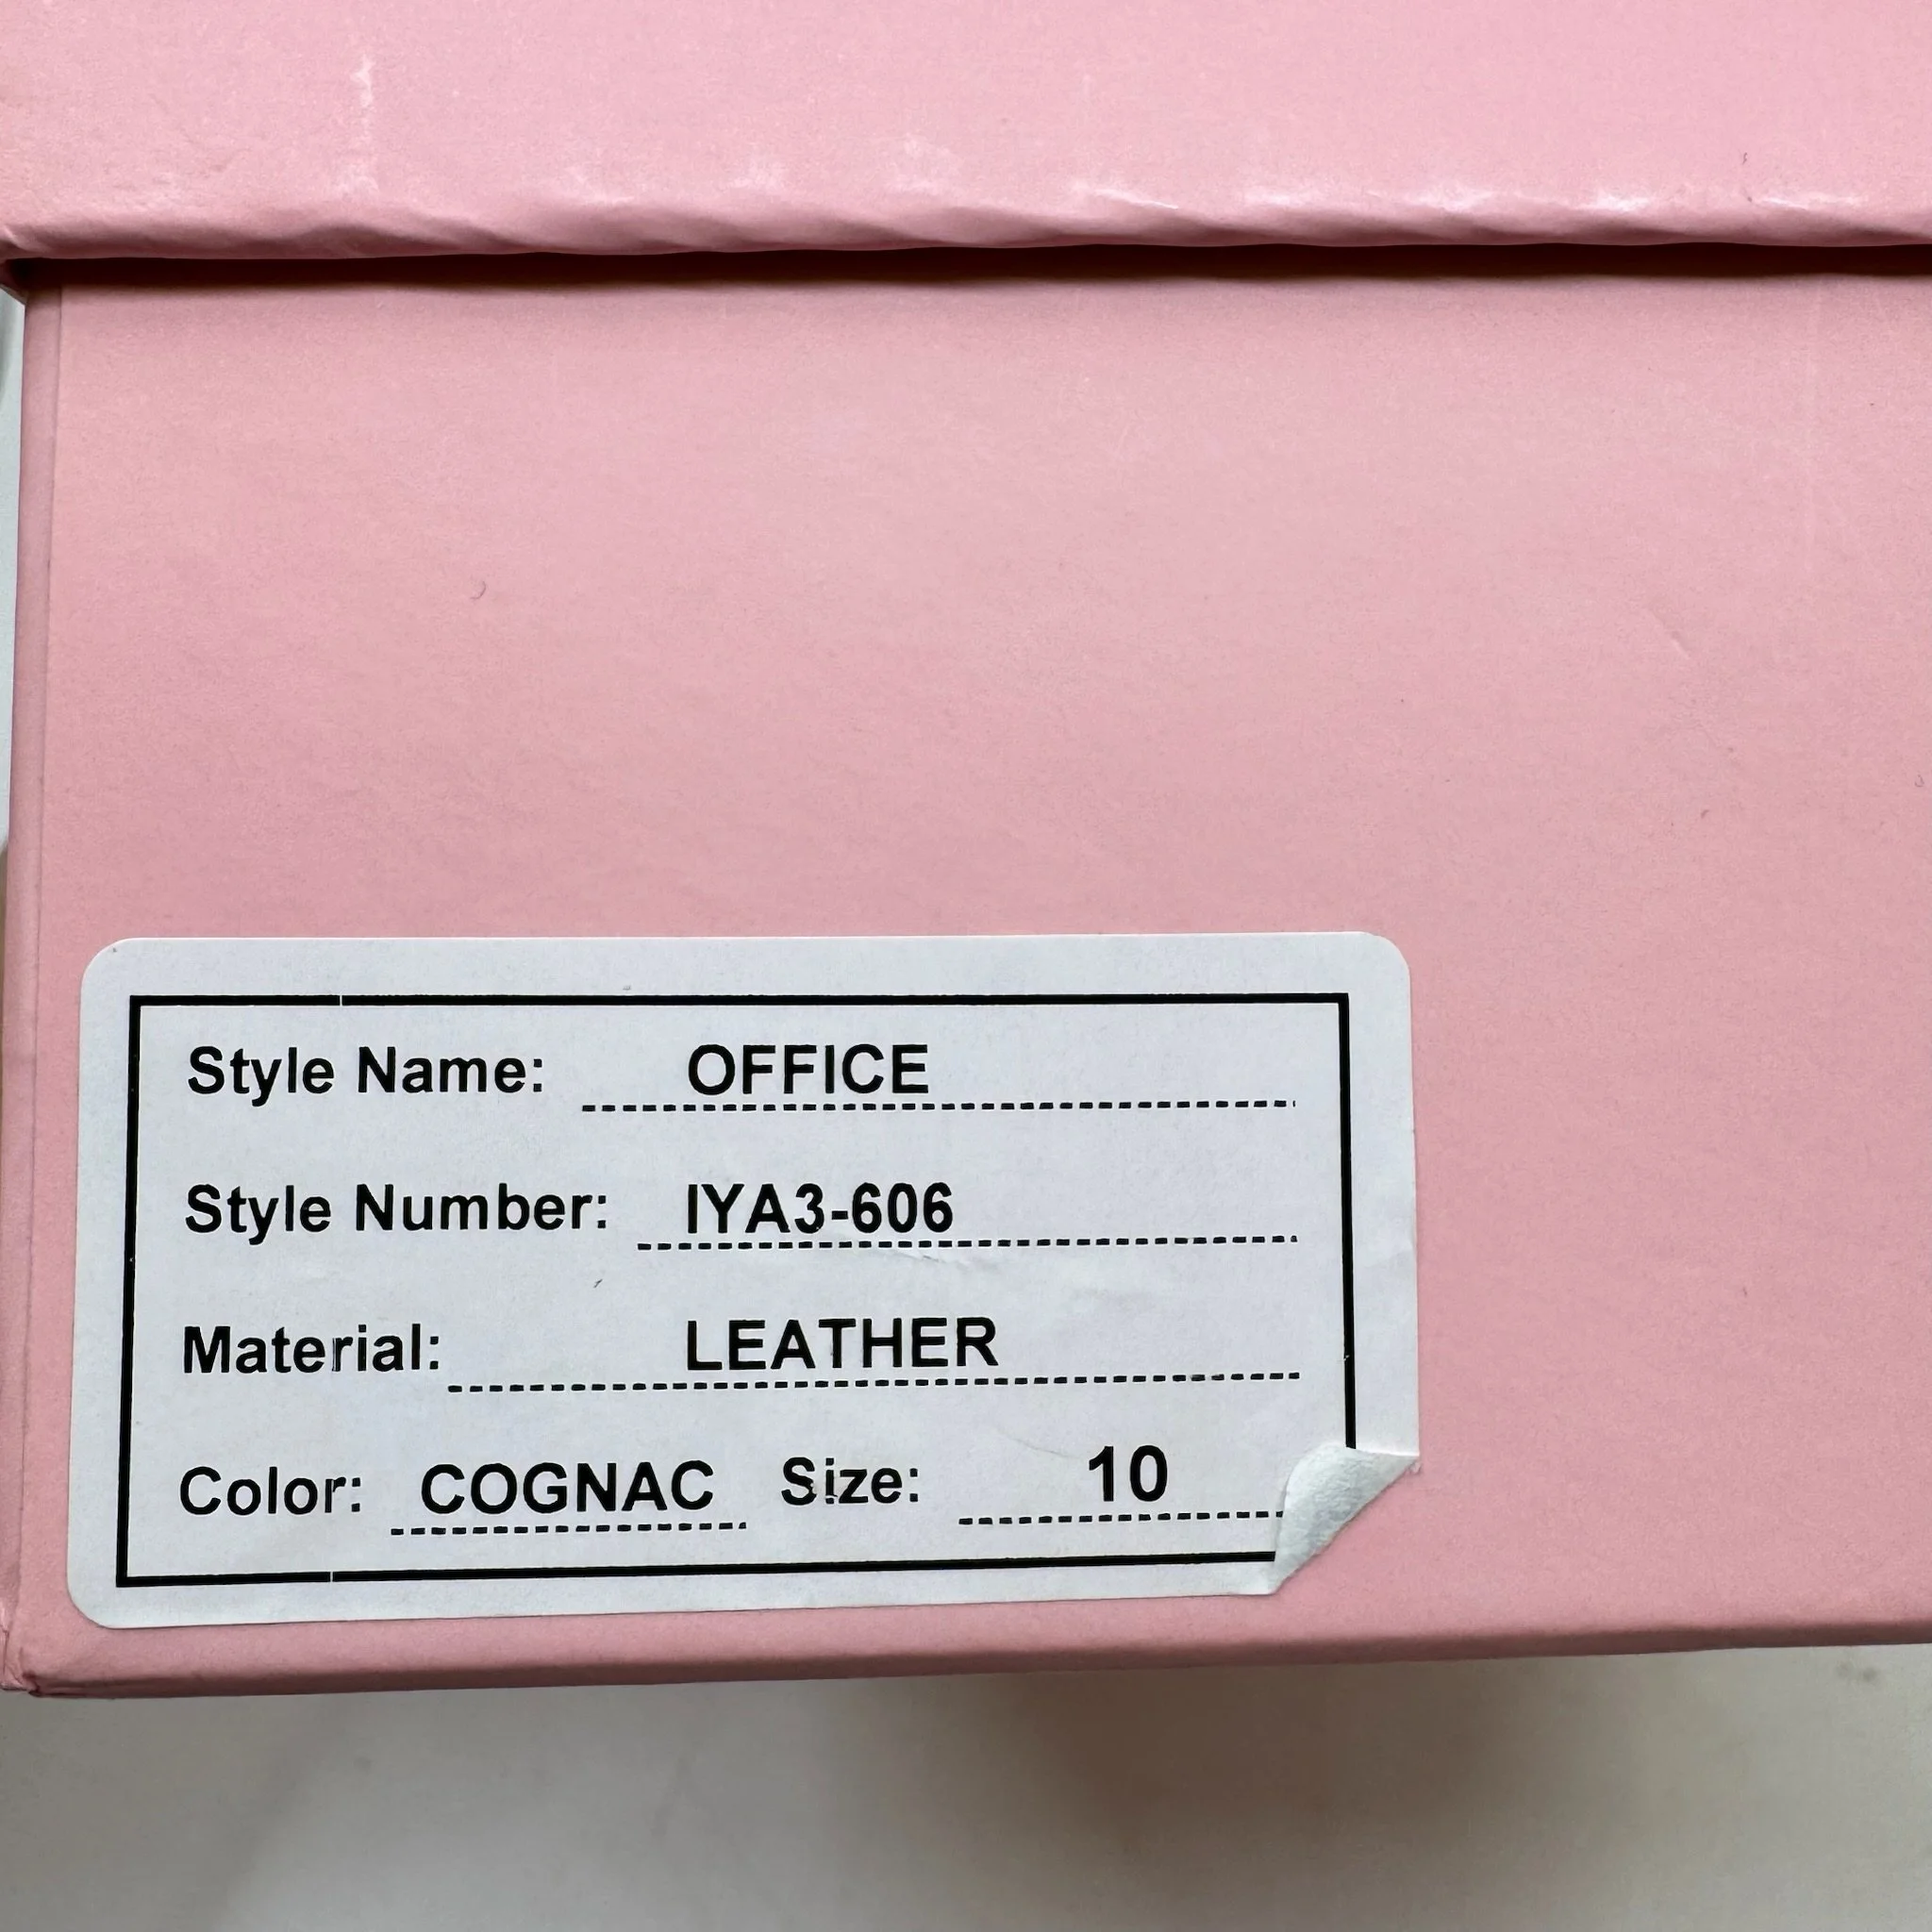 Style Name: OFFICE
Style Number: IYA3-606
Material: LEATHER
Color: COGNAC Size: 10